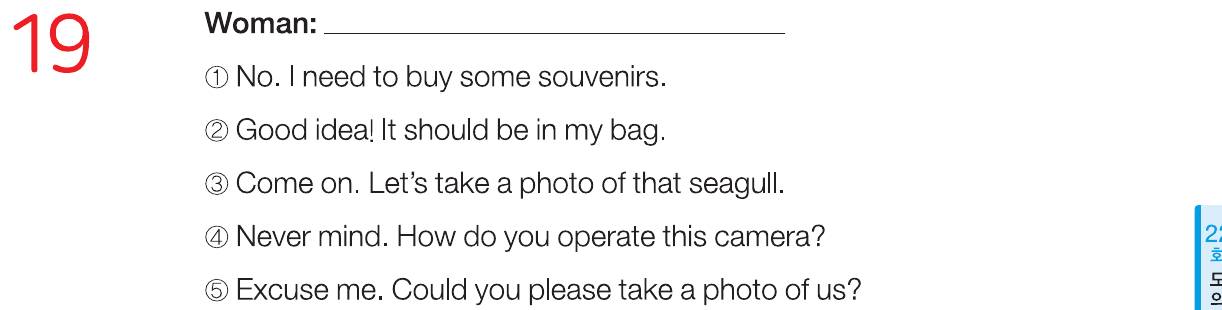 19
Woman:
① No. I need to buy some souvenirs.
② Good idea! It should be in my bag.
③ Come on. Let's take a photo of that seagull.
④ Never mind. How do you operate this camera?
⑤ Excuse me. Could you please take a photo of us?